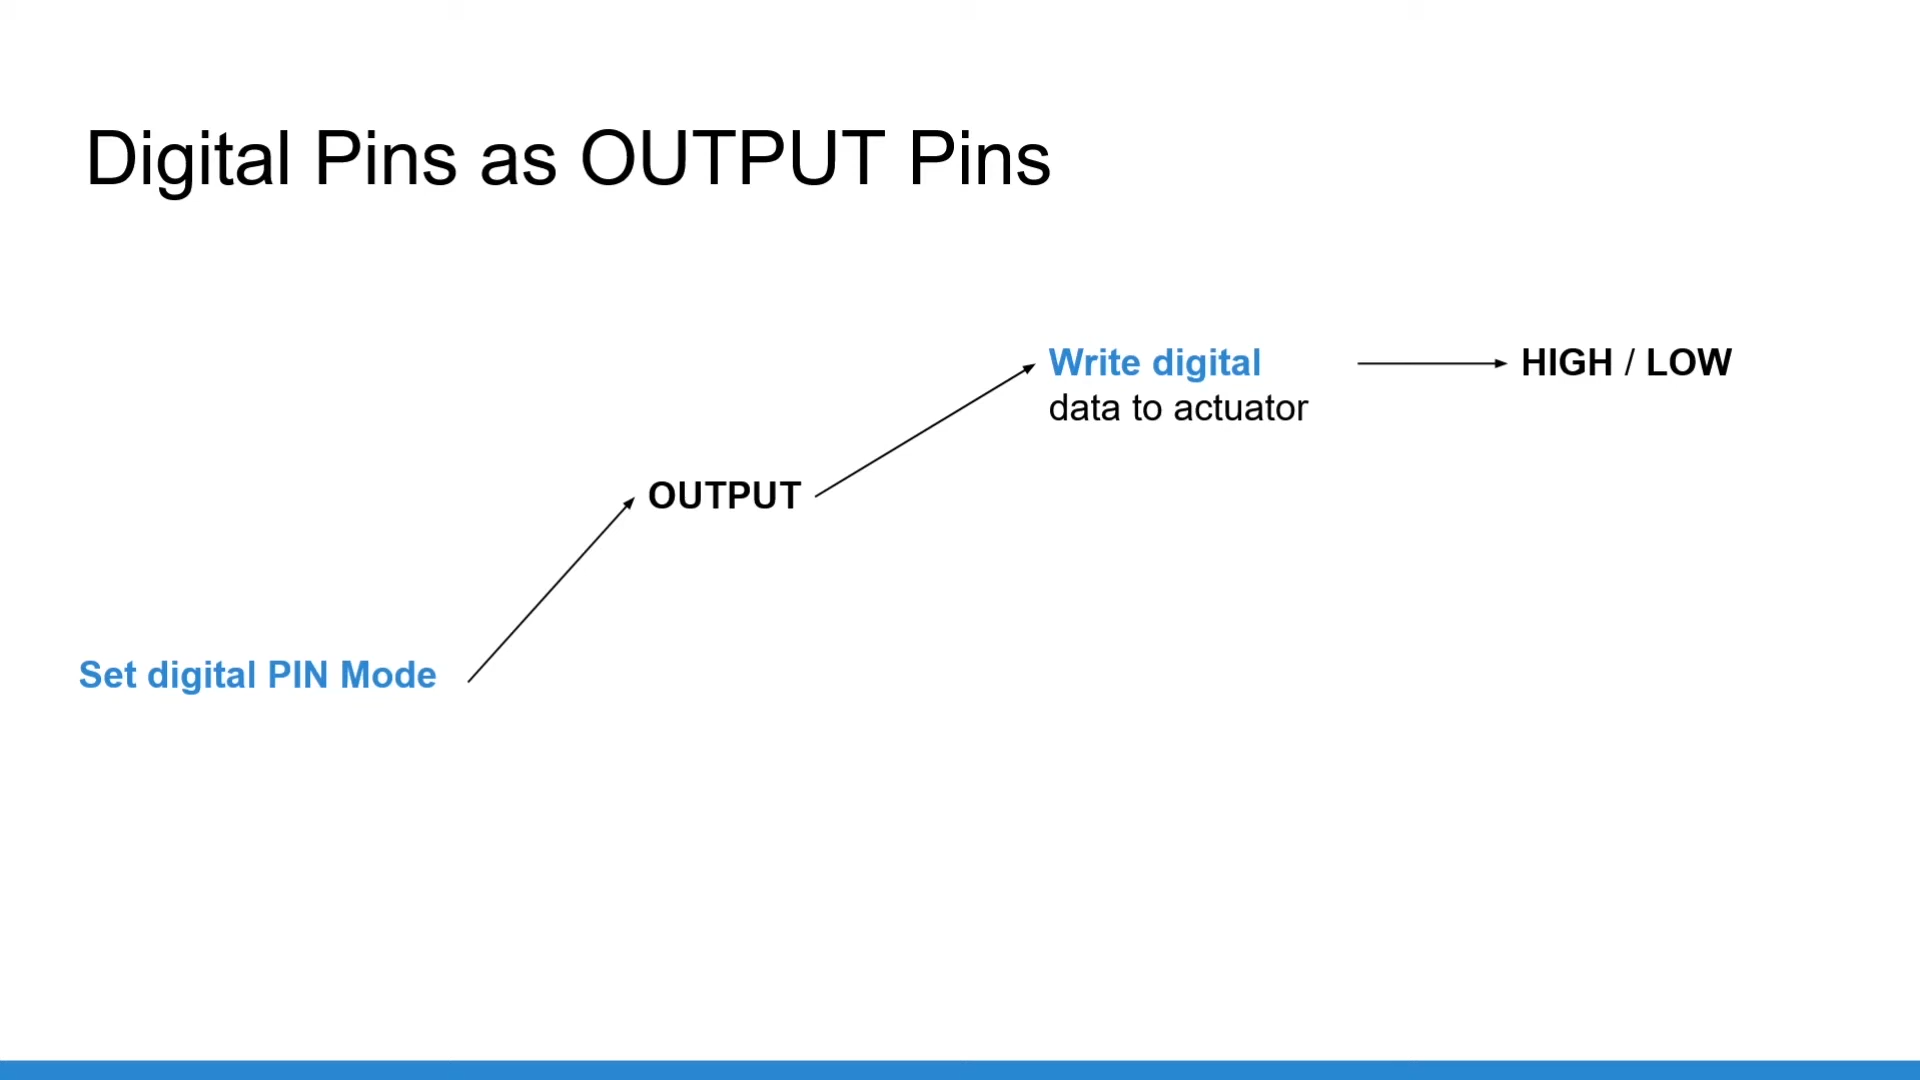 Digital Pins as OUTPUT Pins
Set digital PIN Mode
OUTPUT
Write digital
data to actuator
HIGH / LOW